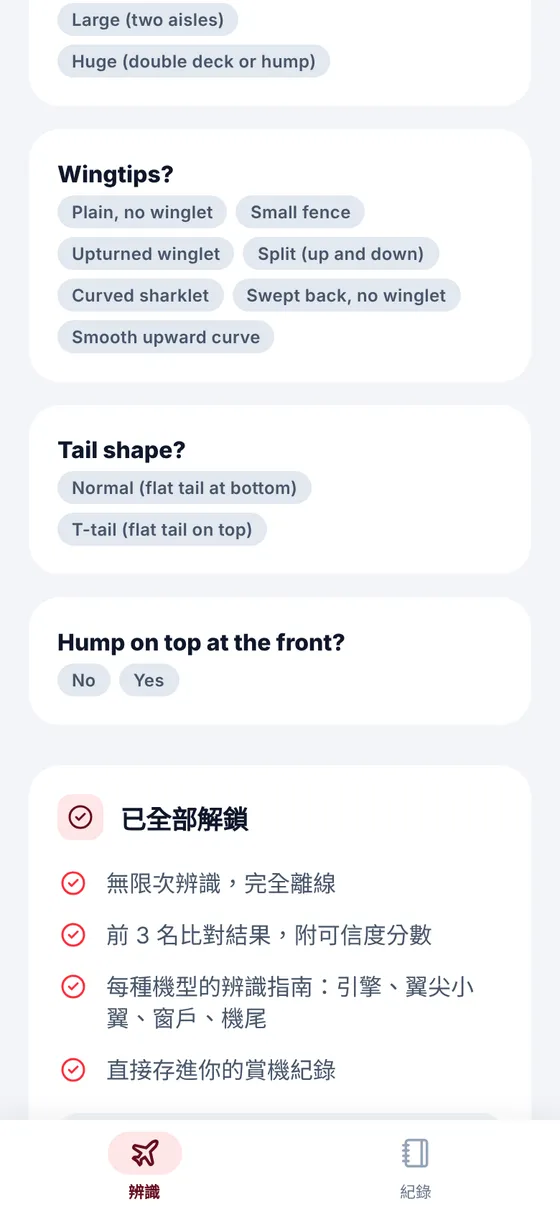 Large (two aisles)
Huge (double deck or hump)
Wingtips?
Plain, no winglet
Small fence
Upturned winglet
Split (up and down)
Curved sharklet
Swept back, no winglet
Smooth upward curve
Tail shape?
Normal (flat tail at bottom)
T-tail (flat tail on top)
Hump on top at the front?
No
Yes
已全部解鎖
無限次辨識，完全離線
前 3 名比對結果，附可信度分數
每種機型的辨識指南：引擎、翼尖小
翼、窗戶、機尾
直接存進你的賞機紀錄
辨識
紀錄